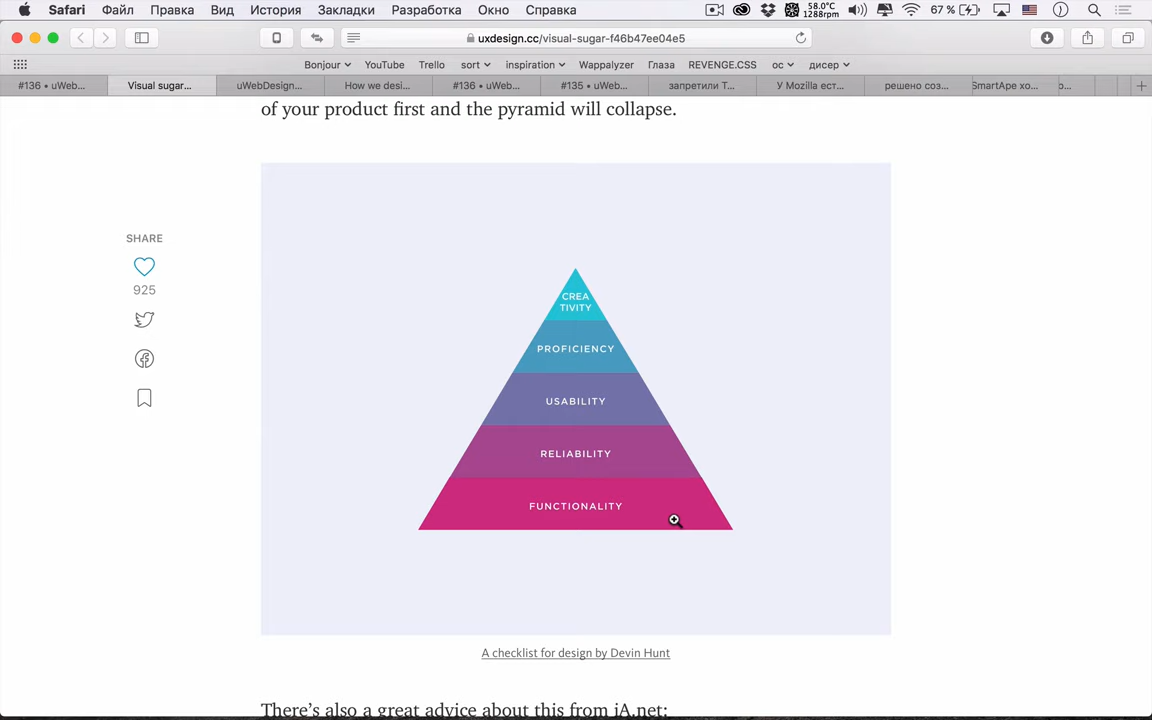 Safari Файл Правка Вид История Закладки Разработка Окно Справка 58.0°C 1288rpm 67 %
uxdesign.cc/visual-sugar-f46b47ee04e5
Bonjour YouTube Trello sort inspiration Wappalyzer Глаза REVENGE.CSS ос дисер
#136 • uWeb... Visual sugar... uWebDesign... How we desi... #136 • uWeb... #135 • uWeb... запретили Т... У Mozilla ест... решено соз... SmartApe хо...
of your product first and the pyramid will collapse.
SHARE
925
CREA
TIVITY
PROFICIENCY
USABILITY
RELIABILITY
FUNCTIONALITY
A checklist for design by Devin Hunt
There's also a great advice about this from iA.net: